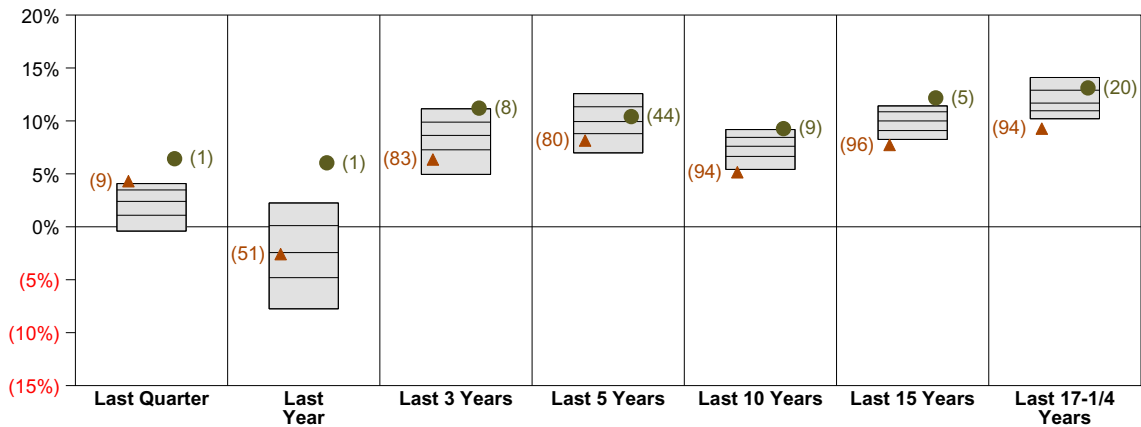 20%
15%
10%
5%
0%
(5%)
(10%)
(15%)
(9)
(1)
(51)
(1)
(83)
(8)
(80)
(44)
(94)
(9)
(96)
(5)
(94)
(20)
Last Quarter
Last
Year
Last 3 Years
Last 5 Years
Last 10 Years
Last 15 Years
Last 17-1/4
Years